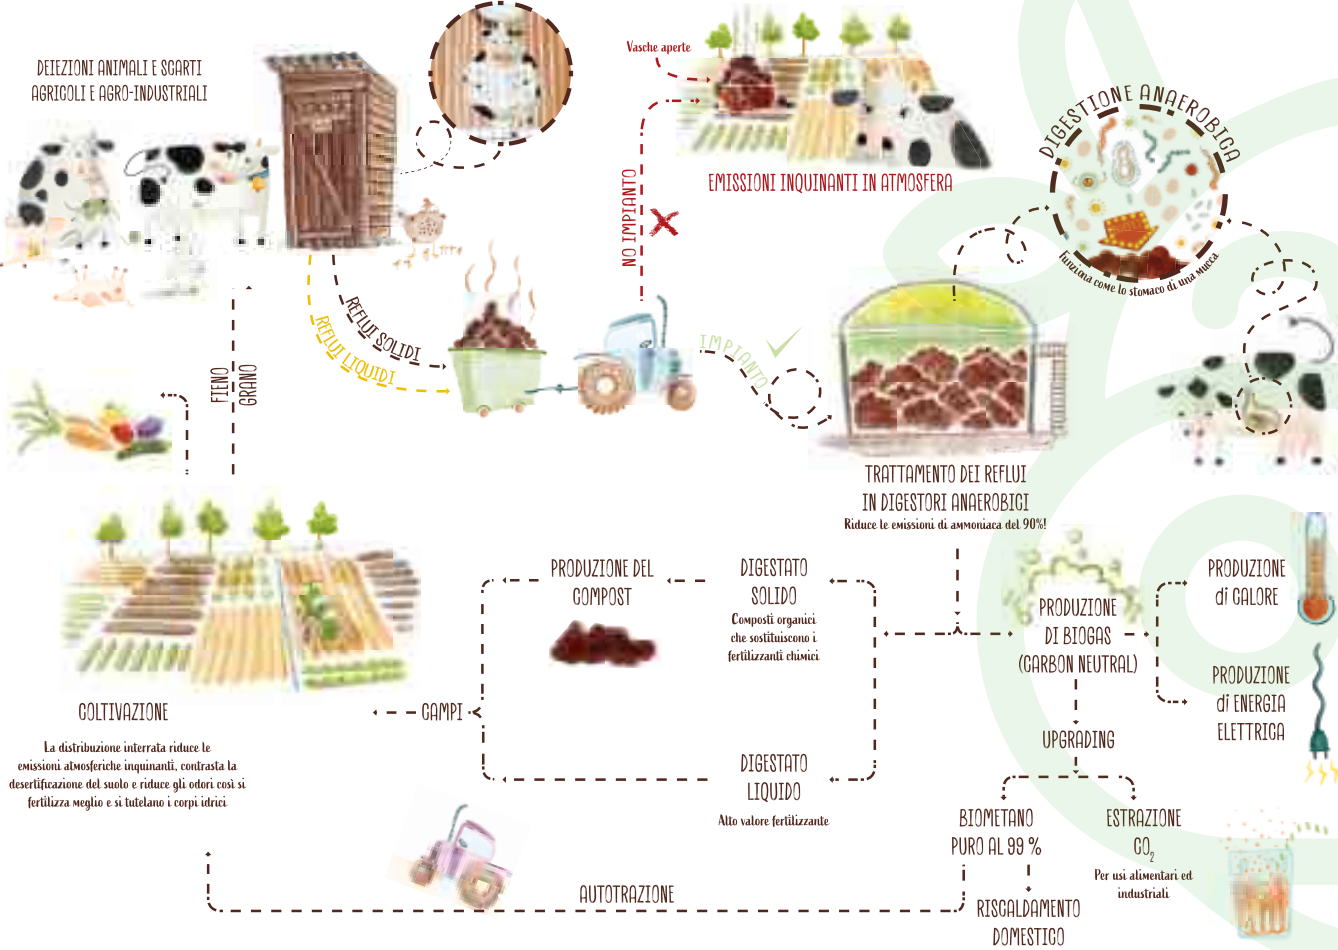 DEIEZIONI ANIMALI E SCARTI
AGRICOLI E AGRO-INDUSTRIALI
Vasche aperte
EMISSIONI INQUINANTI IN ATMOSFERA
NO IMPIANTO
DIGESTIONE ANAEROBICA
Funziona come lo stomaco di una mucca
REFLUI SOLIDI
REFLUI LIQUIDI
IMPIANTO
FIENO
GRANO
TRATTAMENTO DEI REFLUI
IN DIGESTORI ANAEROBICI
Riduce le emissioni di ammoniaca del 90%!
PRODUZIONE DEL
COMPOST
DIGESTATO
SOLIDO
Composti organici
che sostituiscono i
fertilizzanti chimici
PRODUZIONE
DI BIOGAS
(CARBON NEUTRAL)
PRODUZIONE
di CALORE
PRODUZIONE
di ENERGIA
ELETTRICA
COLTIVAZIONE
CAMPI
La distribuzione interrata riduce le
emissioni atmosferiche inquinanti, contrasta la
desertificazione del suolo e riduce gli odori così si
fertilizza meglio e si tutelano i corpi idrici
DIGESTATO
LIQUIDO
Alto valore fertilizzante
UPGRADING
BIOMETANO
PURO AL 99 %
ESTRAZIONE
CO2
Per usi alimentari ed
industriali
AUTOTRAZIONE
RISCALDAMENTO
DOMESTICO